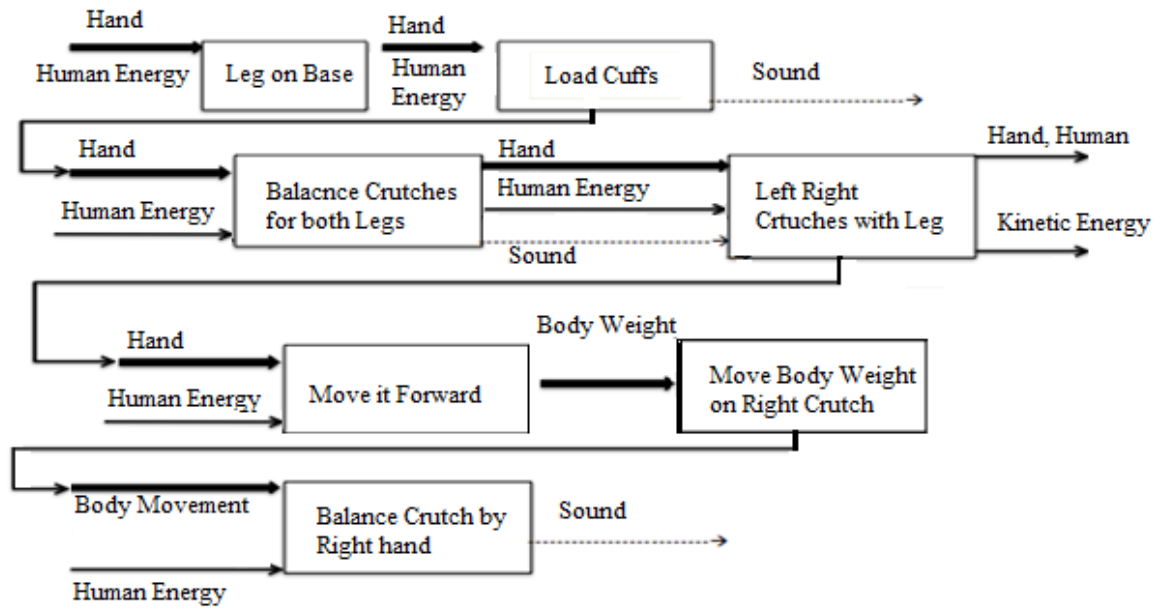 Hand
Human Energy
Leg on Base
Hand
Human
Energy
Load Cuffs
Sound
Hand
Human Energy
Balacnce Crutches
for both Legs
Hand
Human Energy
Sound
Left Right
Crtuches with Leg
Hand, Human
Kinetic Energy
Hand
Human Energy
Move it Forward
Body Weight
Move Body Weight
on Right Crutch
Body Movement
Human Energy
Balance Crutch by
Right hand
Sound